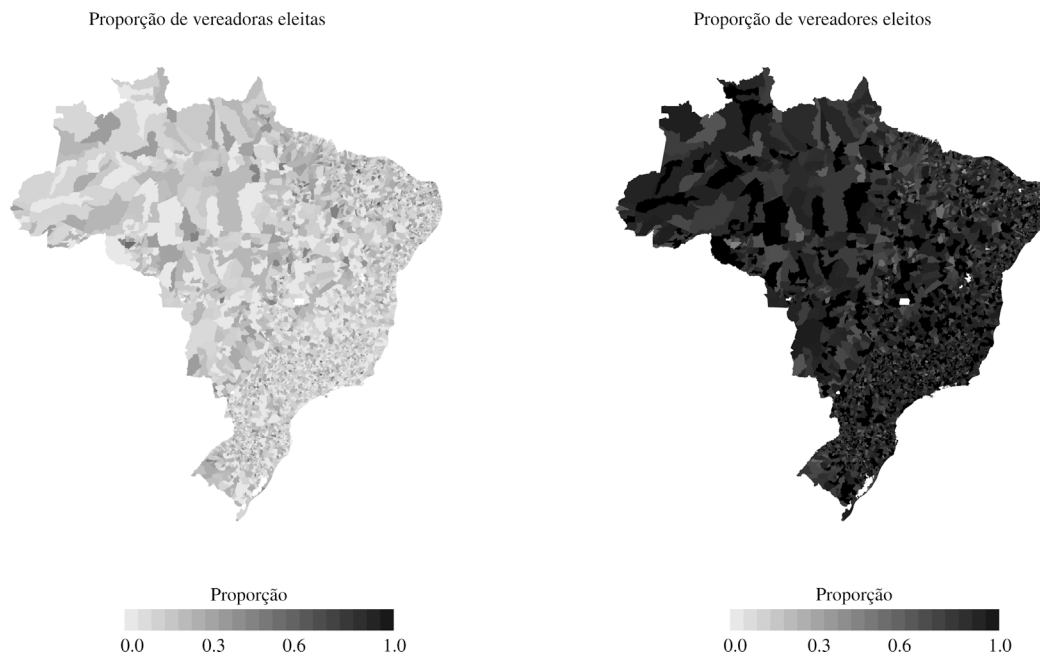 Proporção de vereadoras eleitas
Proporção de vereadores eleitos
Proporção
0.0 0.3 0.6 1.0
Proporção
0.0 0.3 0.6 1.0